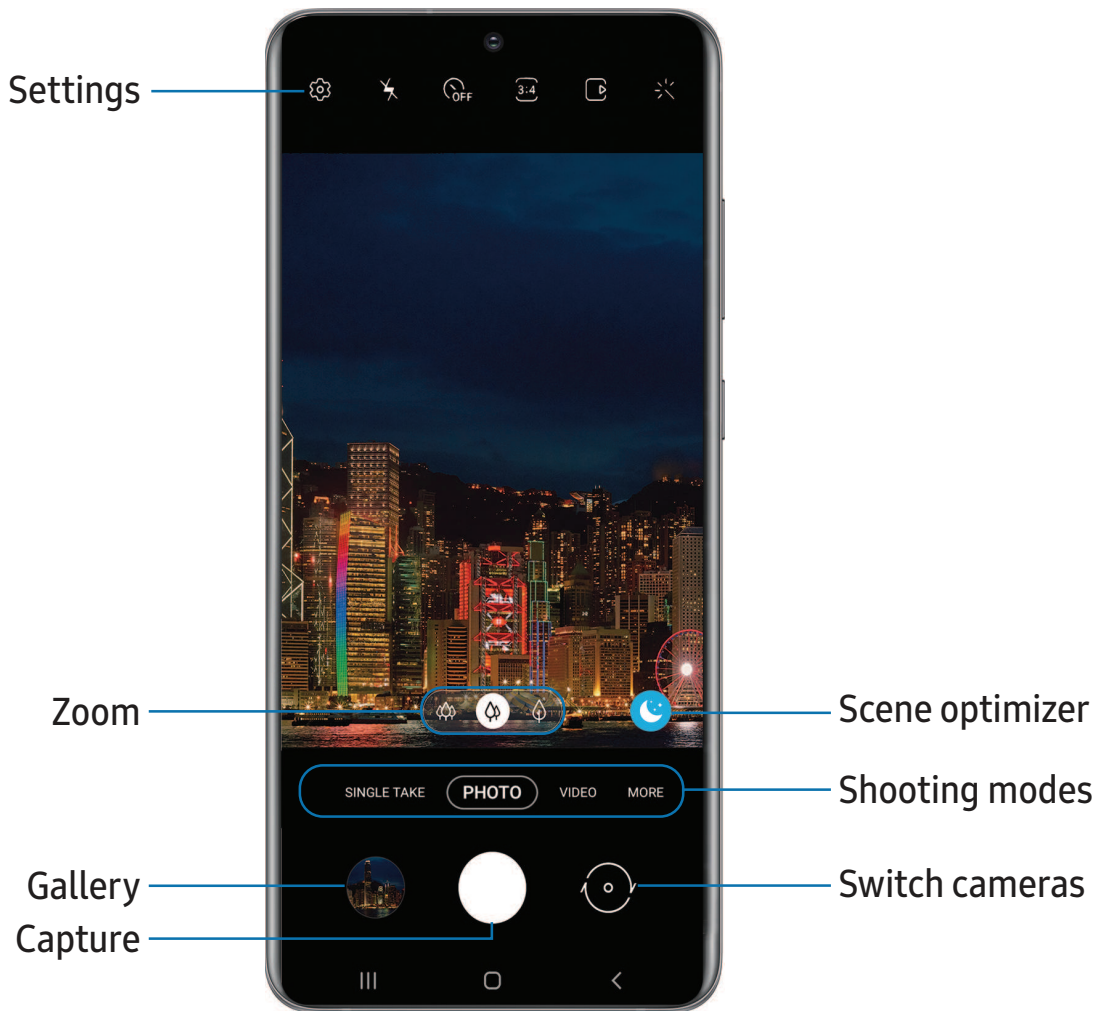 Settings
OFF
3:4
Zoom
Scene optimizer
SINGLE TAKE
PHOTO
VIDEO
MORE
Shooting modes
Gallery
Switch cameras
Capture